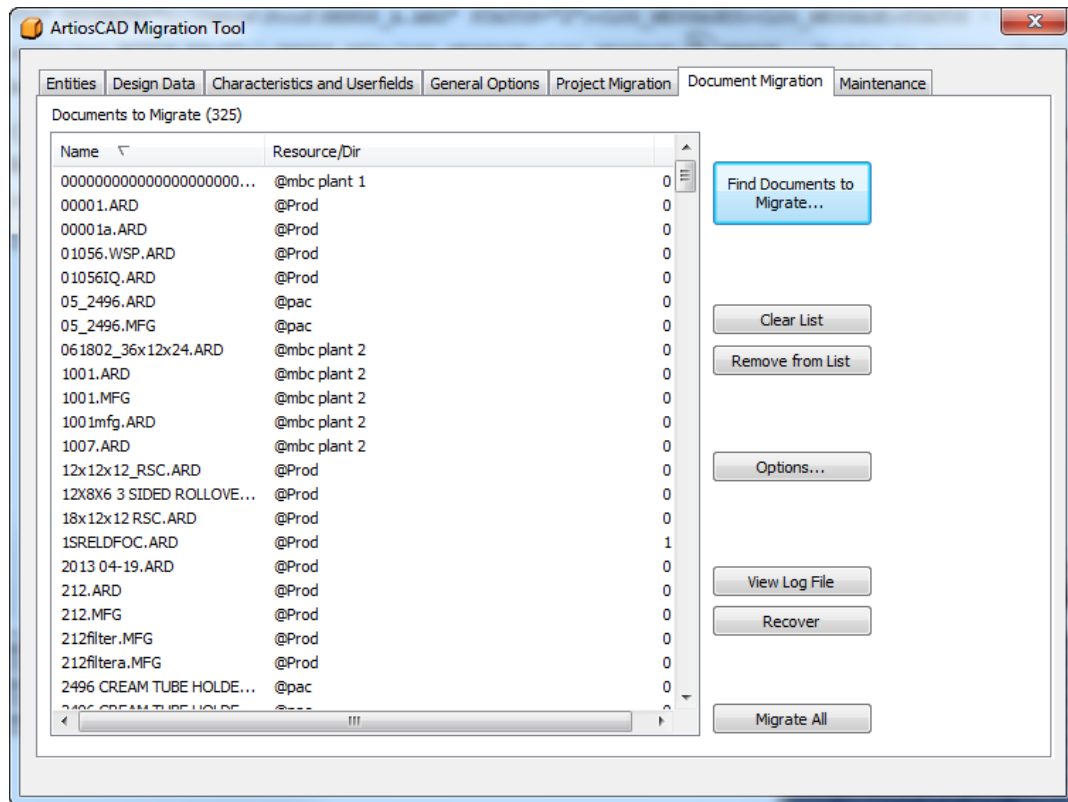 ArtiosCAD Migration Tool
Entities Design Data Characteristics and Userfields General Options Project Migration Document Migration Maintenance
Documents to Migrate (325)
Name Resource/Dir
000000000000000000000... @mbc plant 1 0
00001.ARD @Prod 0
00001a.ARD @Prod 0
01056.WSP.ARD @Prod 0
01056IQ.ARD @Prod 0
05_2496.ARD @pac 0
05_2496.MFG @pac 0
061802_36x12x24.ARD @mbc plant 2 0
1001.ARD @mbc plant 2 0
1001.MFG @mbc plant 2 0
1001mfg.ARD @mbc plant 2 0
1007.ARD @mbc plant 2 0
12x12x12_RSC.ARD @Prod 0
12X8X6 3 SIDED ROLLOVE... @Prod 0
18x12x12 RSC.ARD @Prod 0
1SRELDFOC.ARD @Prod 1
2013 04-19.ARD @Prod 0
212.ARD @Prod 0
212.MFG @Prod 0
212filter.MFG @Prod 0
212filtera.MFG @Prod 0
2496 CREAM TUBE HOLDE... @pac 0
Find Documents to
Migrate...
Clear List
Remove from List
Options...
View Log File
Recover
Migrate All